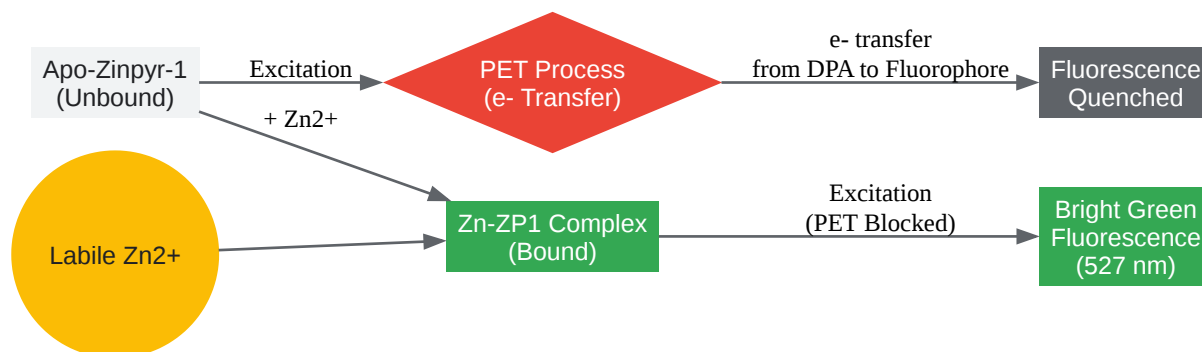 Apo-Zinpyr-1
(Unbound)
Excitation
PET Process
(e- Transfer)
e- transfer
from DPA to Fluorophore
Fluorescence
Quenched
+ Zn2+
Labile Zn2+
Zn-ZP1 Complex
(Bound)
Excitation
(PET Blocked)
Bright Green
Fluorescence
(527 nm)